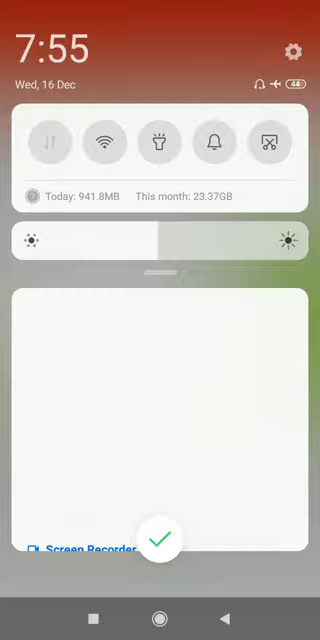 7:55
Wed, 16 Dec
44
Today: 941.8MB
This month: 23.37GB
Screen Recorder